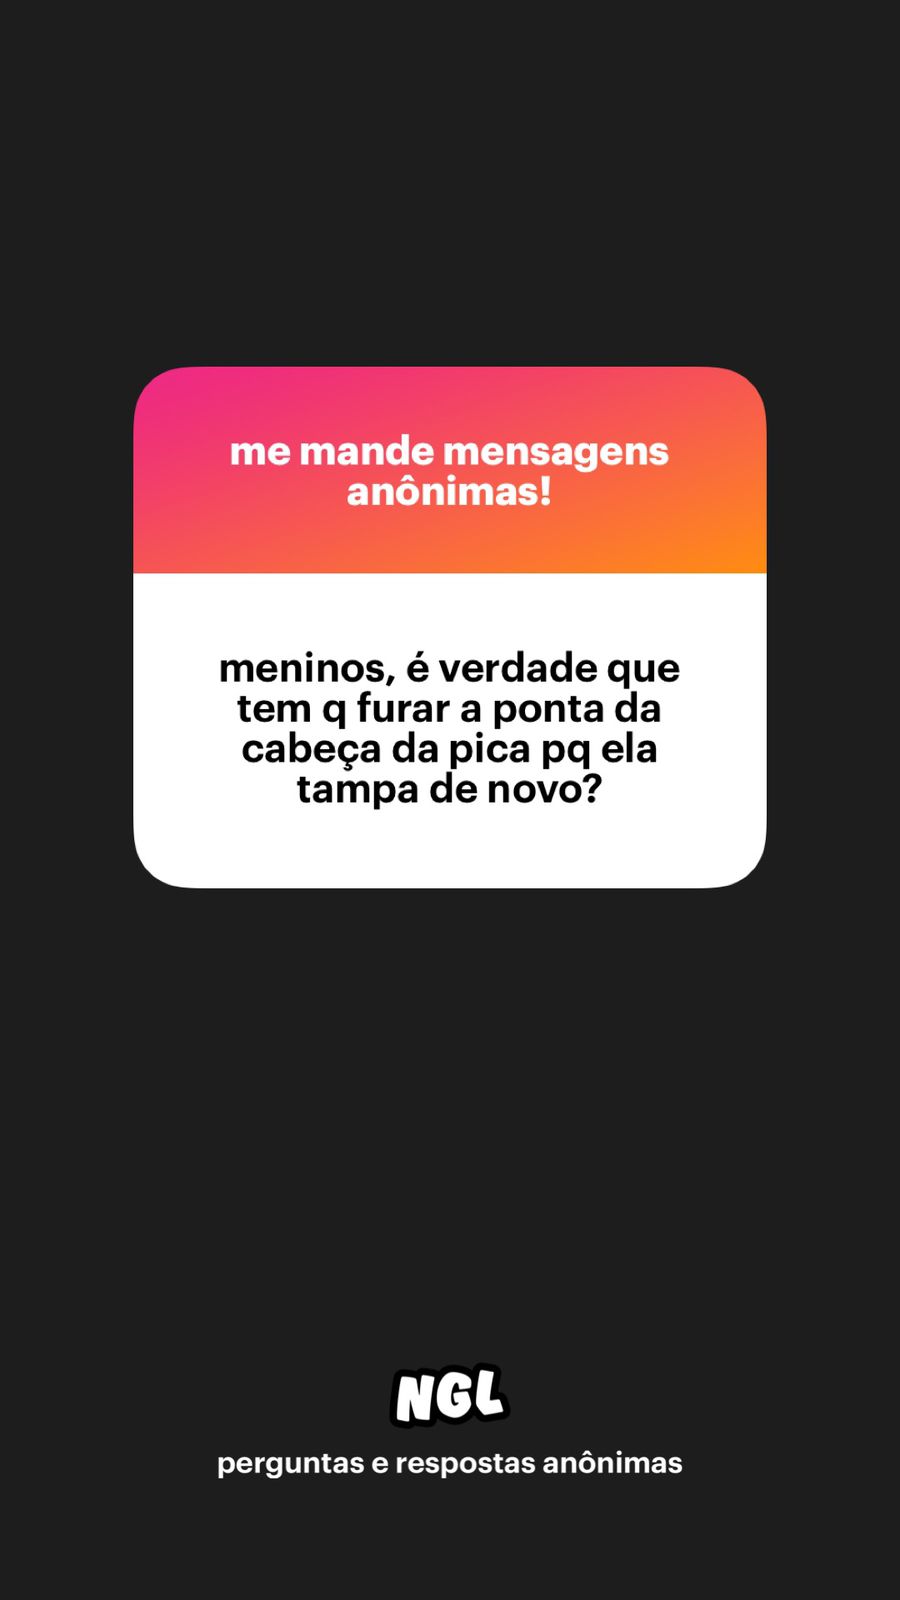 me mande mensagens
anônimas!
meninos, é verdade que
tem q furar a ponta da
cabeça da pica pq ela
tampa de novo?
NGL
perguntas e respostas anônimas